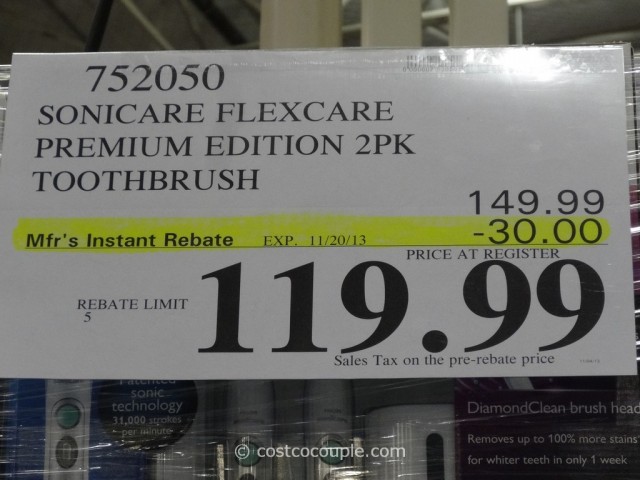 752050
SONICARE FLEXCARE
PREMIUM EDITION 2PK
TOOTHBRUSH
149.99
Mfr's Instant Rebate EXP. 11/20/13 -30.00
PRICE AT REGISTER
REBATE LIMIT
5
119.99
Sales Tax on the pre-rebate price
Patented
sonic
technology
31,000 strokes
per minute
DiamondClean brush head
Removes up to 100% more stains
for whiter teeth in only 1 week
© costcocouple.com